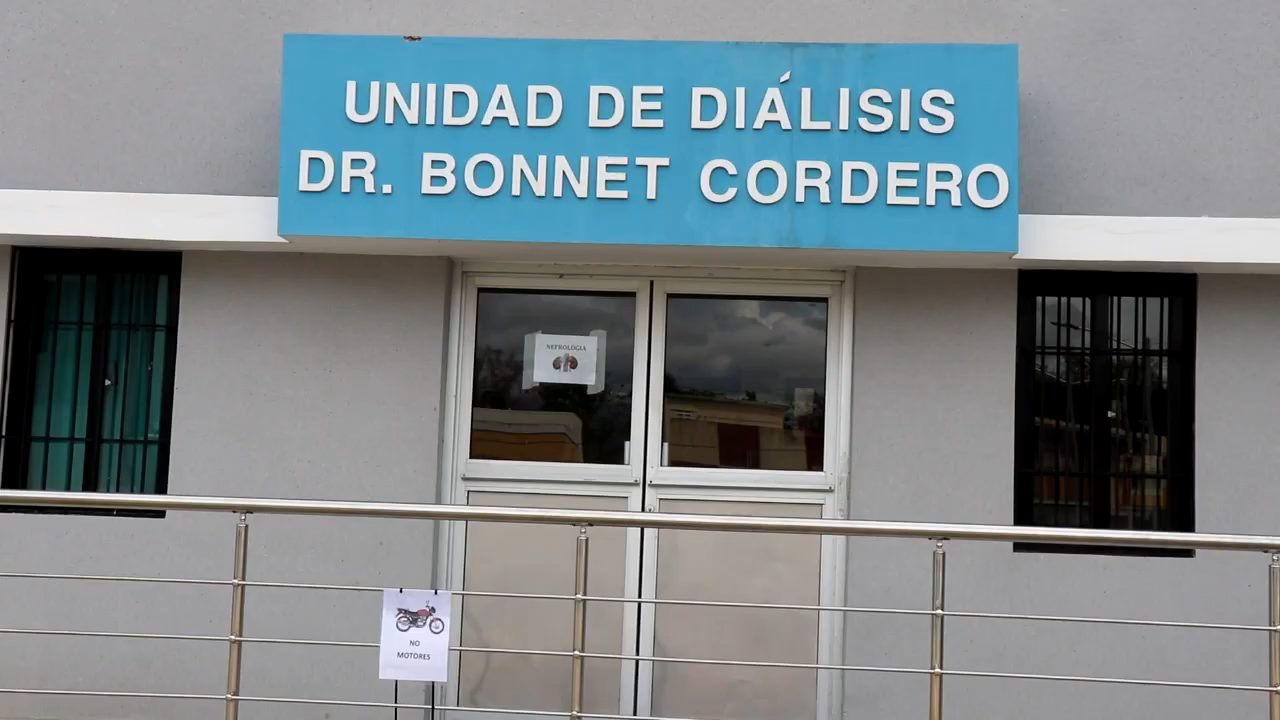 UNIDAD DE DIÁLISIS
DR. BONNET CORDERO
NEFROLOGIA
NO
MOTORES